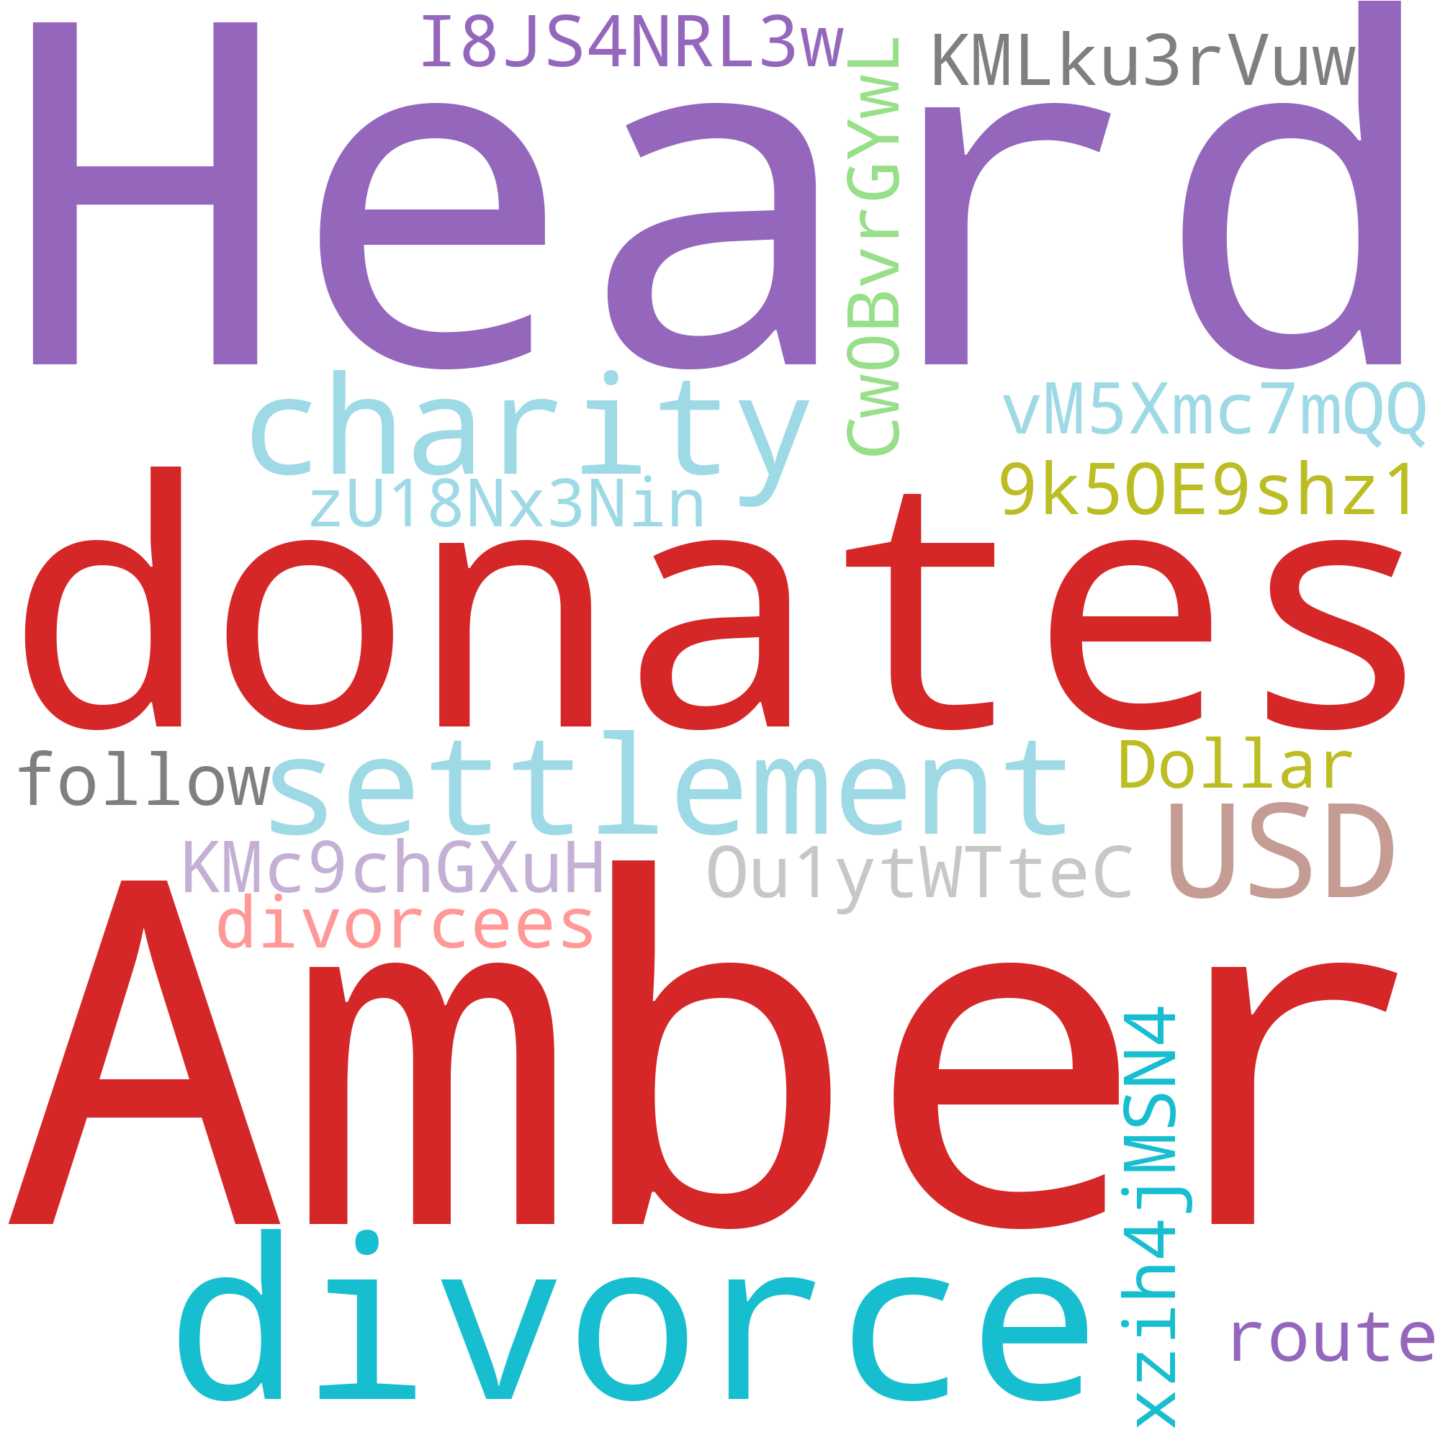 I8JS4NRL3w
KMLku3rVuw
Heard
CwOBvrGYwL
charity
vM5Xmc7mQQ
zU18Nx3Nin
9k5OE9shz1
donates
follow
settlement
Dollar
USD
KMc9chGXuH
Ou1ytWTteC
divorcees
Amber
xzih4jMSN4
divorce
route